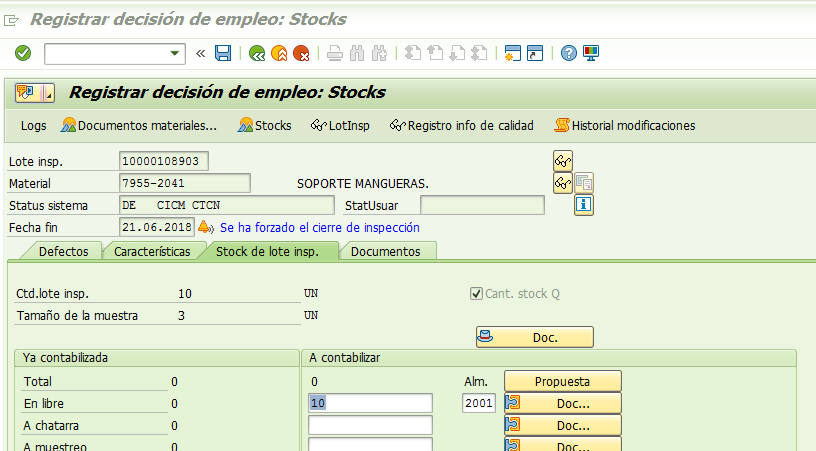 Registrar decisión de empleo: Stocks
Registrar decisión de empleo: Stocks
Logs Documentos materiales... Stocks LotInsp Registro info de calidad Historial modificaciones
Lote insp. 10000108903
Material 7955-2041 SOPORTE MANGUERAS.
Status sistema DE CICM CTCN StatUsuar
Fecha fin 21.06.2018 Se ha forzado el cierre de inspección
Defectos Características Stock de lote insp. Documentos
Ctd.lote insp. 10 UN Cant. stock Q
Tamaño de la muestra 3 UN
Doc.
Ya contabilizada A contabilizar
Total 0 0 Alm. Propuesta
En libre 0 10 2001 Doc...
A chatarra 0 Doc...
A muestreo 0 Doc...